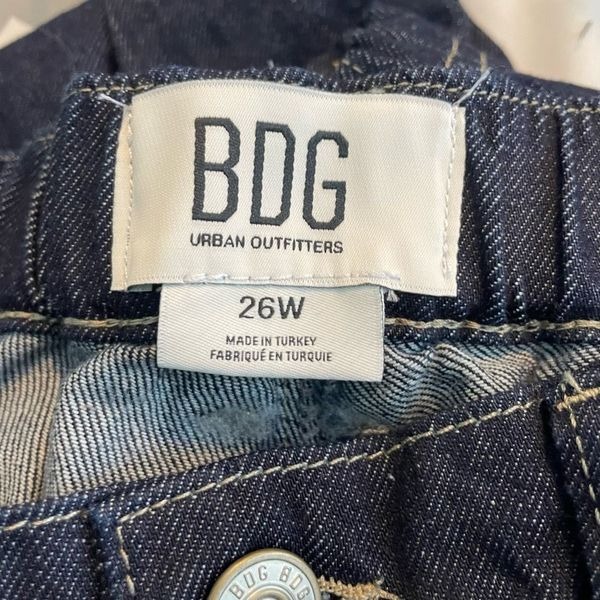 BDG
URBAN OUTFITTERS
26W
MADE IN TURKEY
FABRIQUÉ EN TURQUIE
BDG BDG